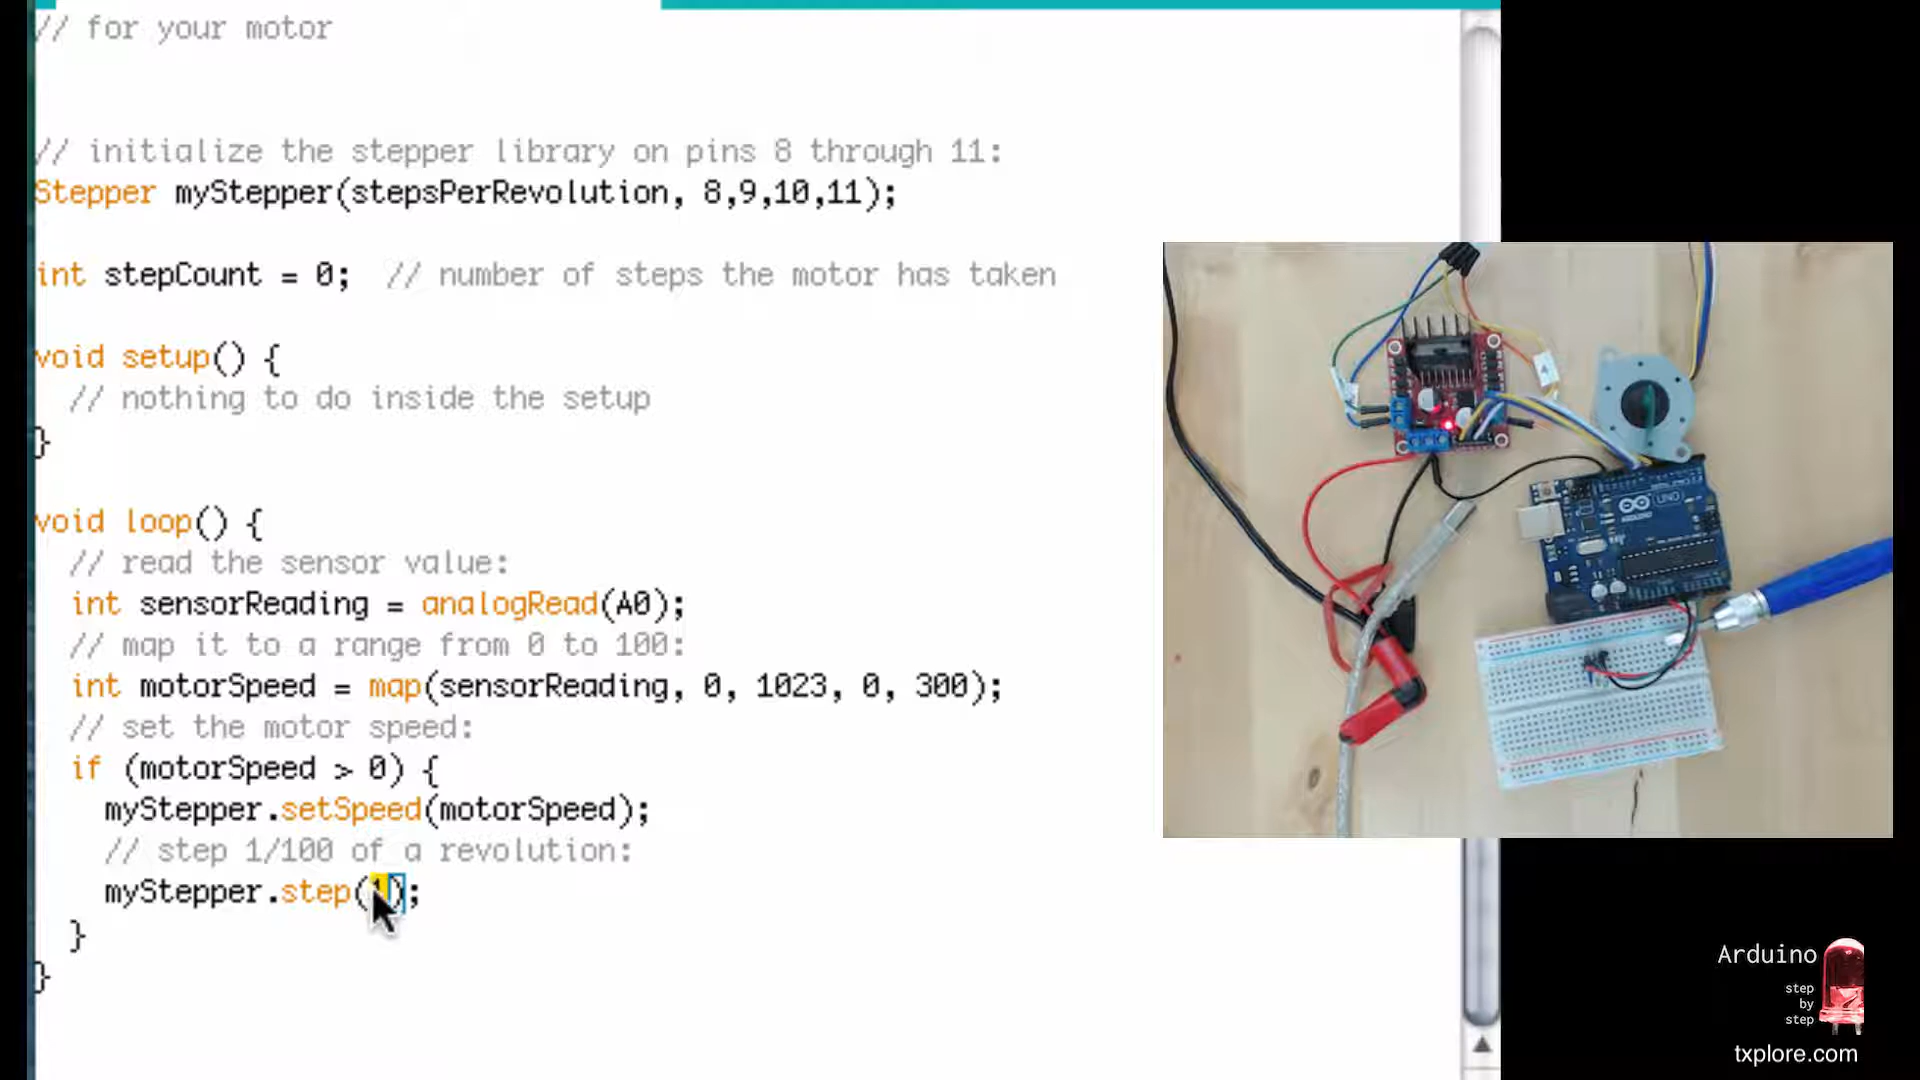 // for your motor
// initialize the stepper library on pins 8 through 11:
Stepper myStepper(stepsPerRevolution, 8,9,10,11);
int stepCount = 0;  // number of steps the motor has taken
void setup() {
  // nothing to do inside the setup
}
void loop() {
  // read the sensor value:
  int sensorReading = analogRead(A0);
  // map it to a range from 0 to 100:
  int motorSpeed = map(sensorReading, 0, 1023, 0, 300);
  // set the motor speed:
  if (motorSpeed > 0) {
    myStepper.setSpeed(motorSpeed);
    // step 1/100 of a revolution:
    myStepper.step(1);
  }
}
UNO
ARDUINO
Arduino
step
by
step
txplore.com